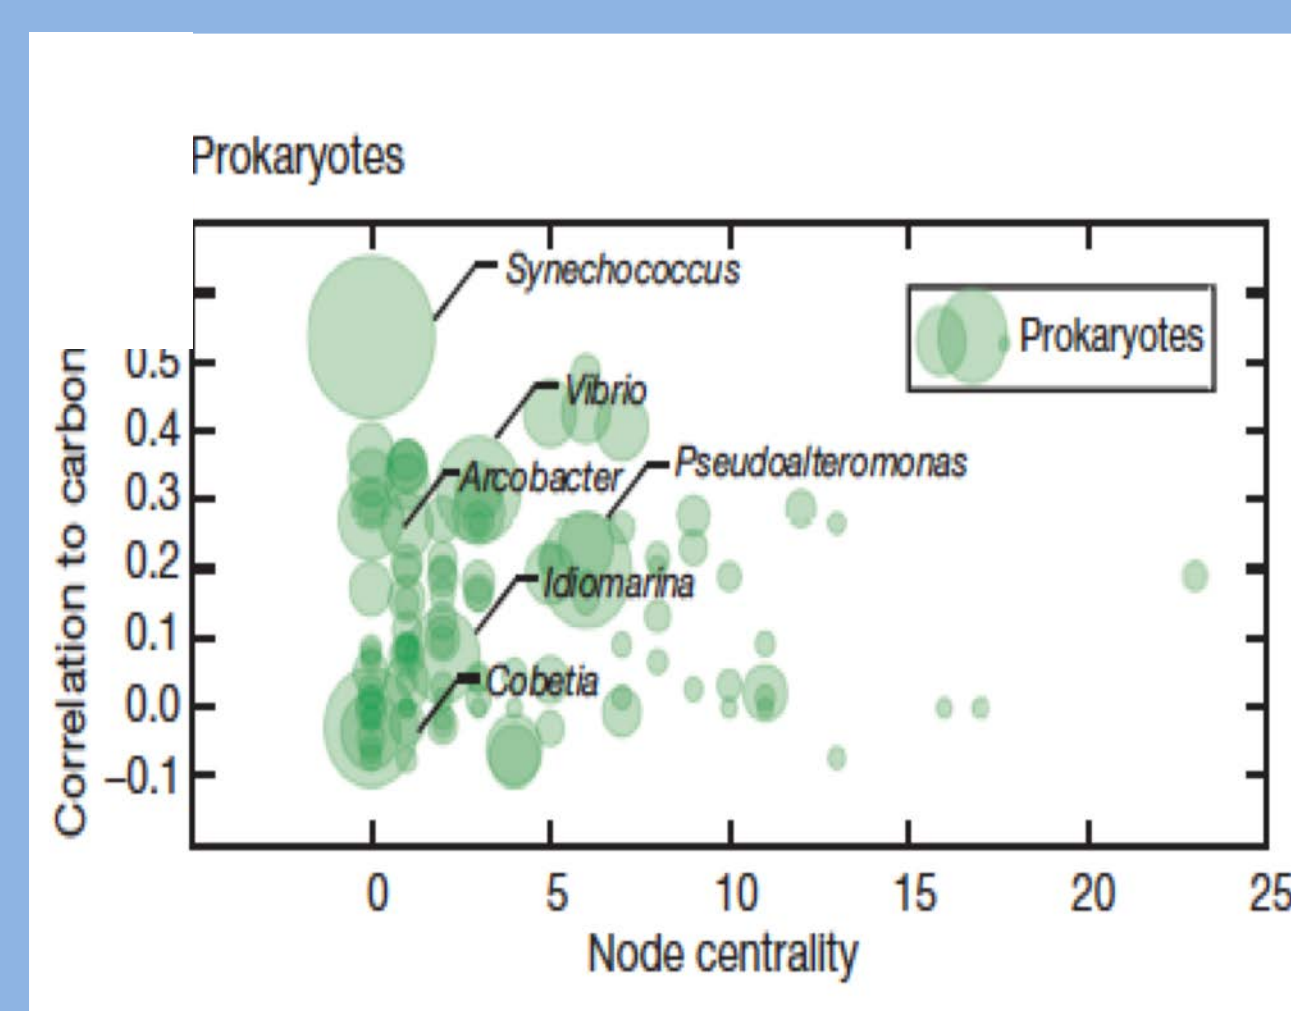 Prokaryotes
Synechococcus
Prokaryotes
0.5
Vibrio
0.4
Pseudoalteromonas
Arcobacter
0.3
0.2
Idiomarina
0.1
Cobetia
0.0
–0.1
Correlation to carbon
0 5 10 15 20 25
Node centrality